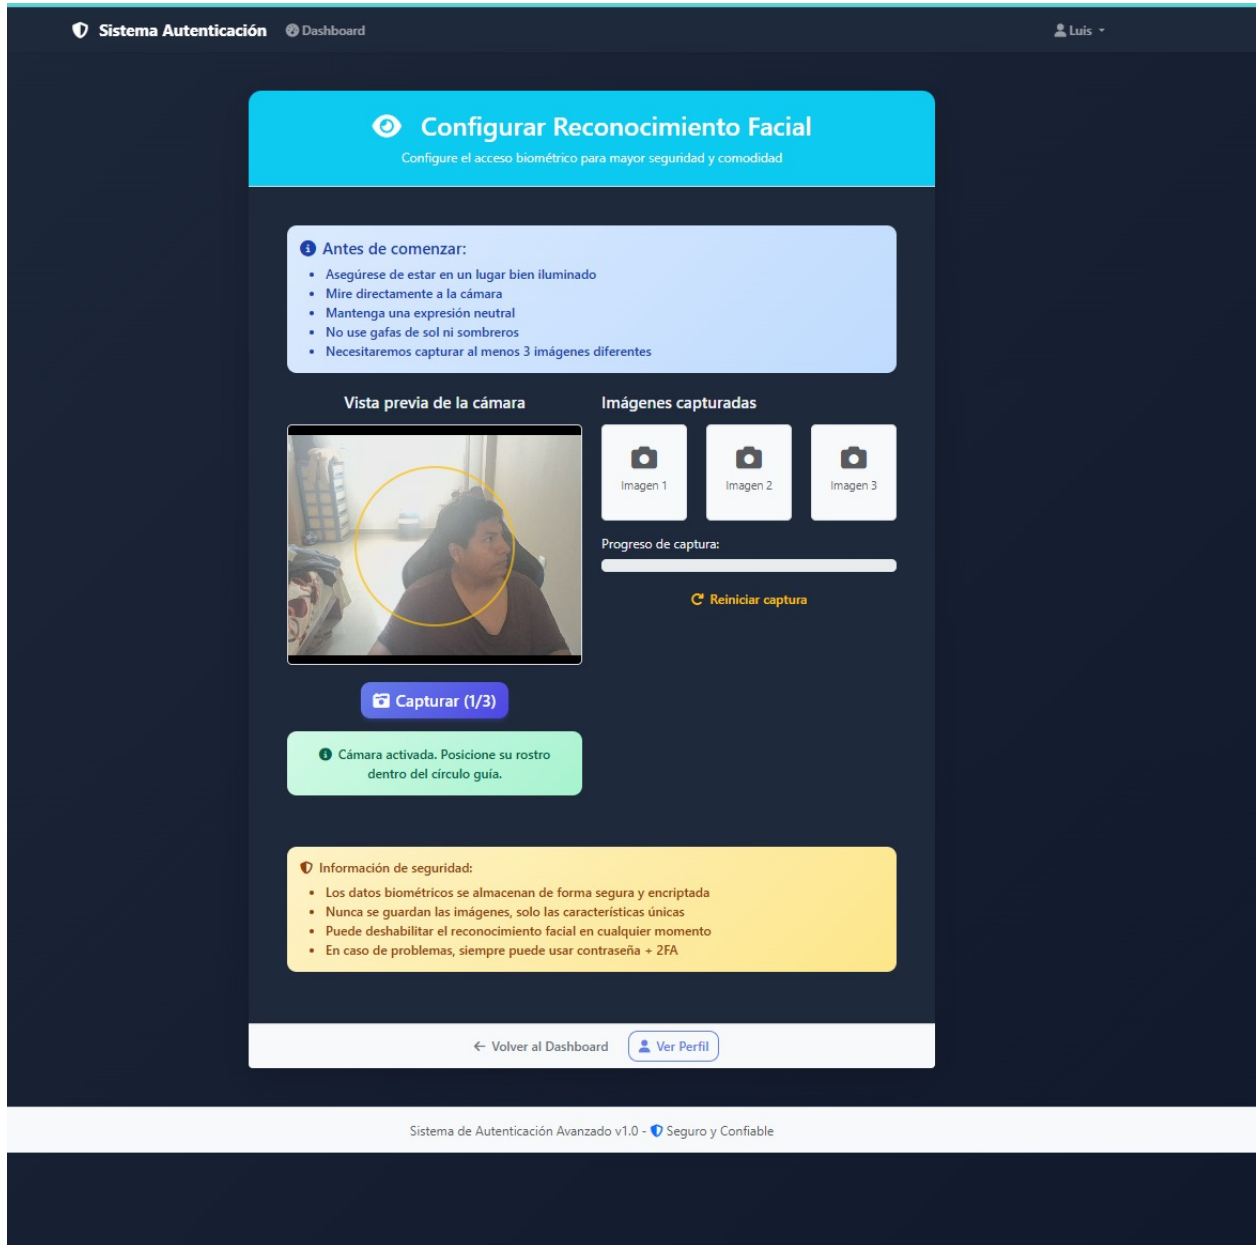 Sistema Autenticación
Dashboard
Luis
Configurar Reconocimiento Facial
Configure el acceso biométrico para mayor seguridad y comodidad
Antes de comenzar:
Asegúrese de estar en un lugar bien iluminado
Mire directamente a la cámara
Mantenga una expresión neutral
No use gafas de sol ni sombreros
Necesitaremos capturar al menos 3 imágenes diferentes
Vista previa de la cámara
Imágenes capturadas
Imagen 1
Imagen 2
Imagen 3
Progreso de captura:
Reiniciar captura
Capturar (1/3)
Cámara activada. Posicione su rostro
dentro del círculo guía.
Información de seguridad:
Los datos biométricos se almacenan de forma segura y encriptada
Nunca se guardan las imágenes, solo las características únicas
Puede deshabilitar el reconocimiento facial en cualquier momento
En caso de problemas, siempre puede usar contraseña + 2FA
← Volver al Dashboard
Ver Perfil
Sistema de Autenticación Avanzado v1.0 - Seguro y Confiable